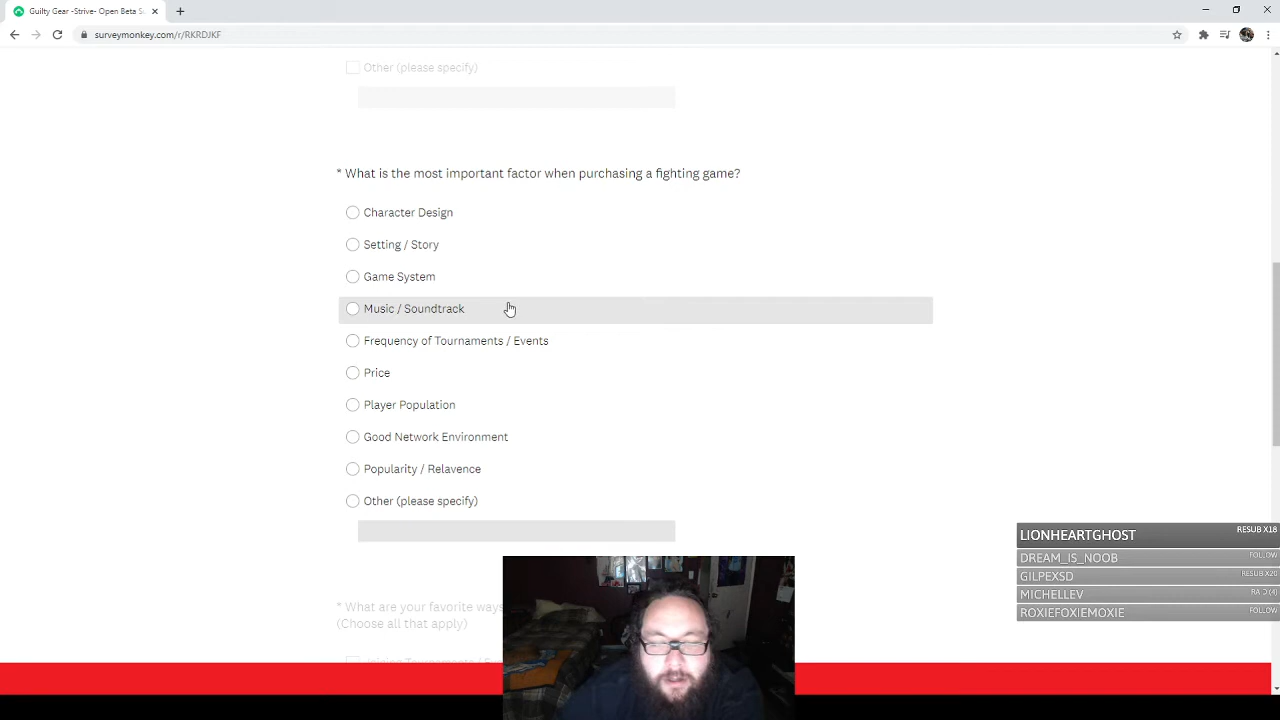 Guilty Gear -Strive- Open Beta Su
surveymonkey.com/r/RKRDJKF
Other (please specify)
* What is the most important factor when purchasing a fighting game?
Character Design
Setting / Story
Game System
Music / Soundtrack
Frequency of Tournaments / Events
Price
Player Population
Good Network Environment
Popularity / Relavence
Other (please specify)
LIONHEARTGHOST RESUB X18
DREAM_IS_NOOB FOLLOW
GILPEXSD RESUB X20
MICHELLEV
ROXIEFOXIEMOXIE FOLLOW
* What are your favorite ways
(Choose all that apply)
Joining Tournaments /